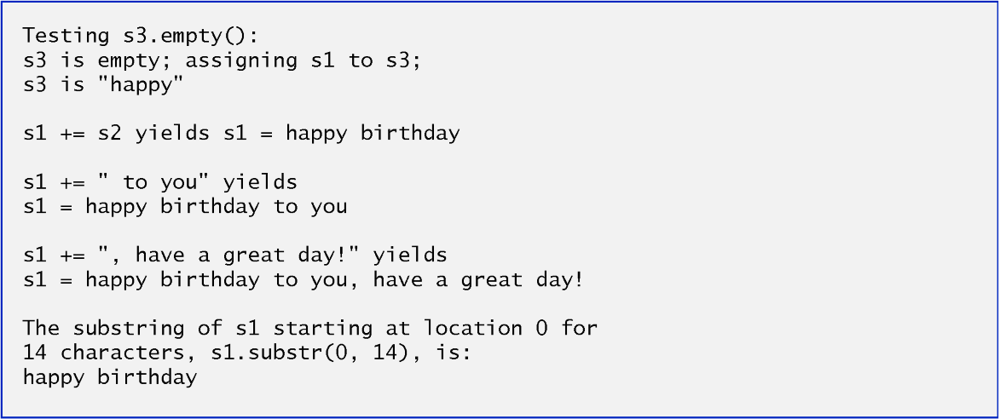 Testing s3.empty():
s3 is empty; assigning s1 to s3;
s3 is "happy"
s1 += s2 yields s1 = happy birthday
s1 += " to you" yields
s1 = happy birthday to you
s1 += ", have a great day!" yields
s1 = happy birthday to you, have a great day!
The substring of s1 starting at location 0 for
14 characters, s1.substr(0, 14), is:
happy birthday